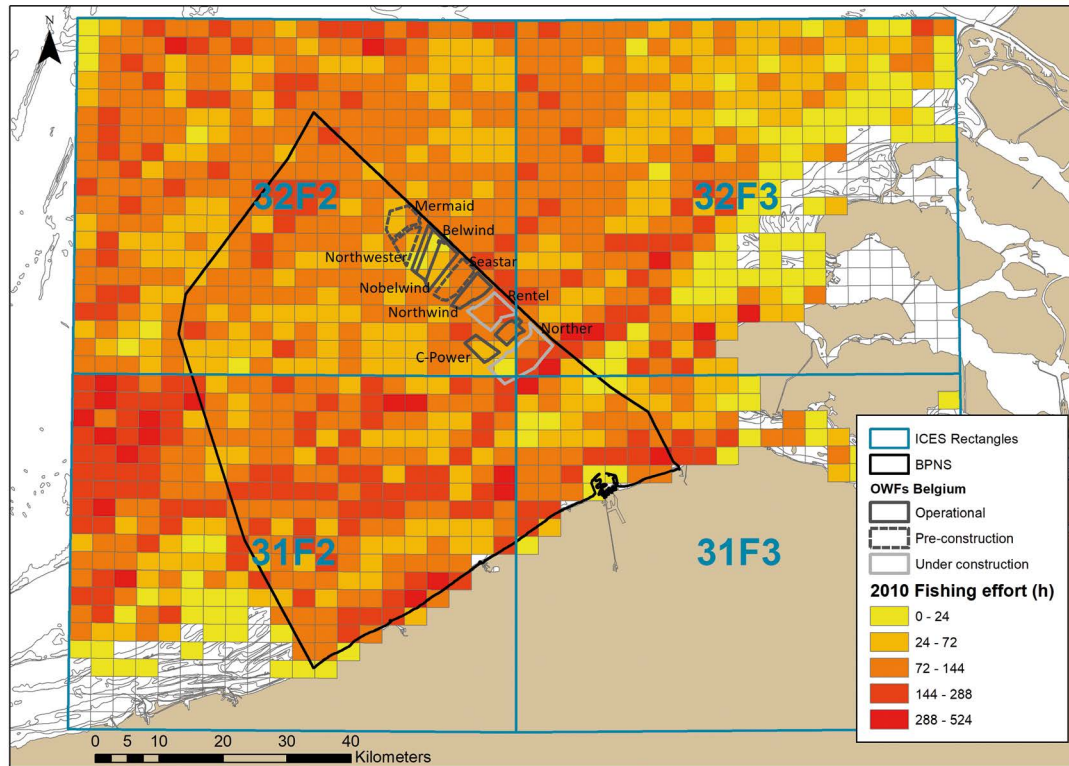 N
32F2
32F3
Mermaid
Belwind
Northwester
Seastar
Nobelwind
Rentel
Northwind
Norther
C-Power
31F2
31F3
ICES Rectangles
BPNS
OWFs Belgium
Operational
Pre-construction
Under construction
2010 Fishing effort (h)
0 - 24
24 - 72
72 - 144
144 - 288
288 - 524
0 5 10 20 30 40
Kilometers